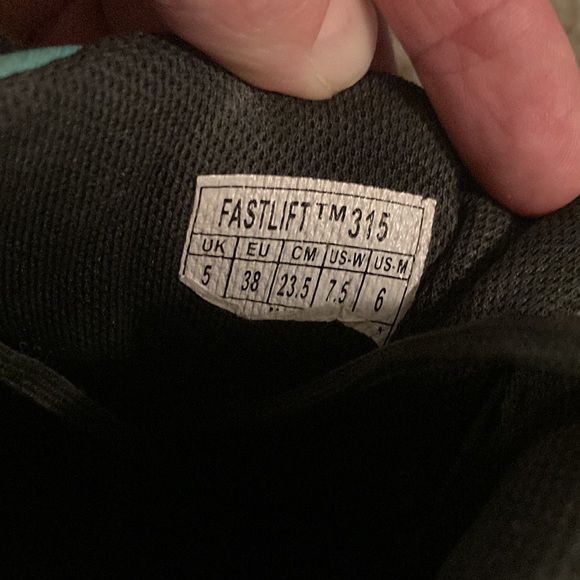 FASTLIFT™315
UK EU CM US-W US-M
5 38 23.5 7.5 6